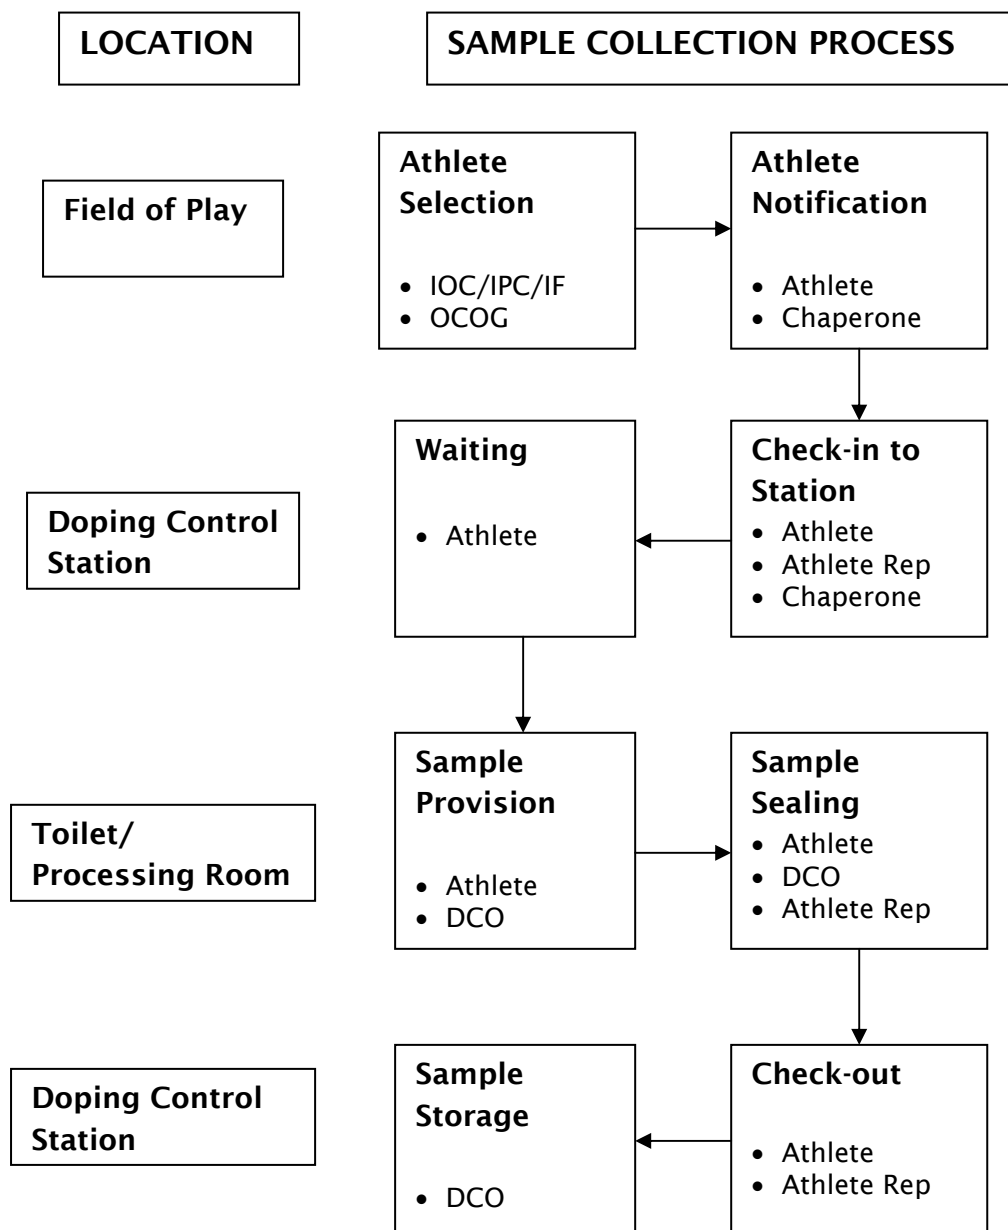 LOCATION
SAMPLE COLLECTION PROCESS
Field of Play
Athlete
Selection
• IOC/IPC/IF
• OCOG
Athlete
Notification
• Athlete
• Chaperone
Doping Control
Station
Waiting
• Athlete
Check-in to
Station
• Athlete
• Athlete Rep
• Chaperone
Toilet/
Processing Room
Sample
Provision
• Athlete
• DCO
Sample
Sealing
• Athlete
• DCO
• Athlete Rep
Doping Control
Station
Sample
Storage
• DCO
Check-out
• Athlete
• Athlete Rep